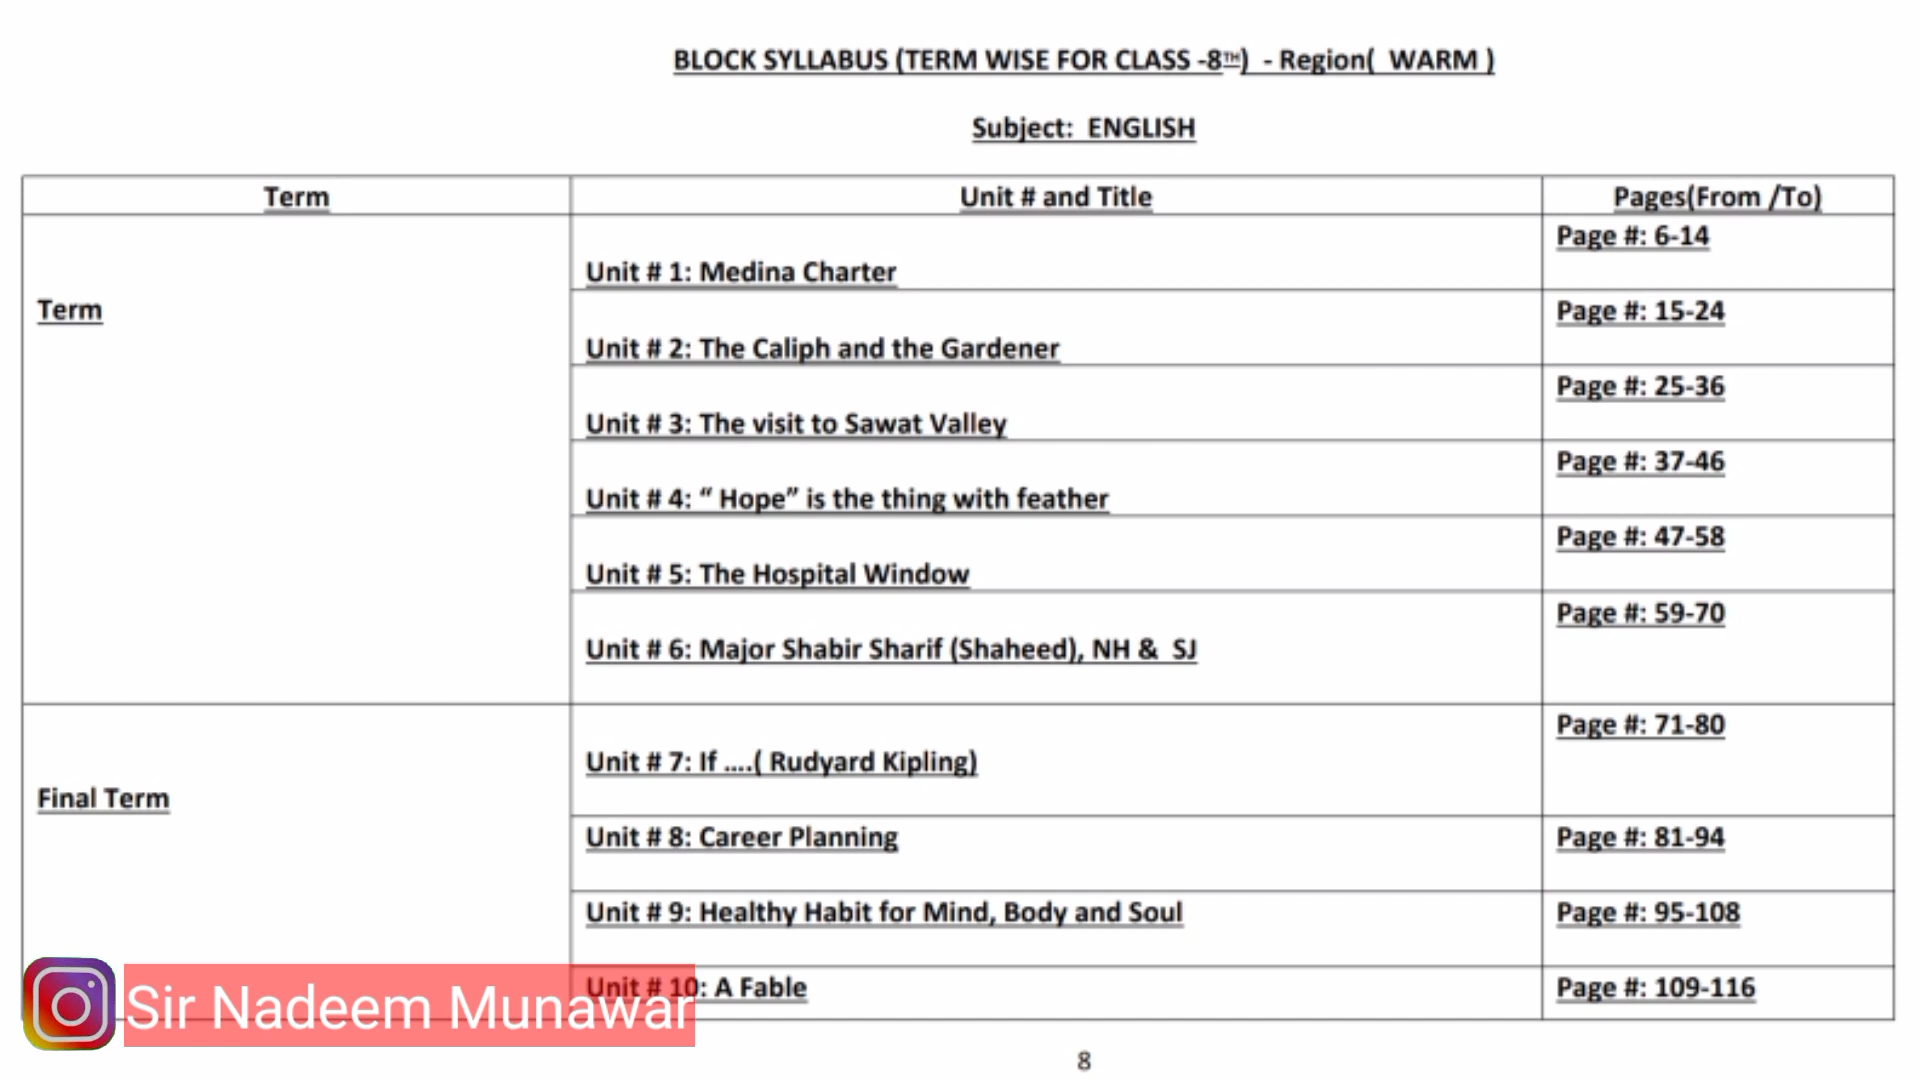 BLOCK SYLLABUS (TERM WISE FOR CLASS -8TH) - Region( WARM )
Subject: ENGLISH
Term Unit # and Title Pages(From /To)
Term
Unit # 1: Medina Charter Page #: 6-14
Unit # 2: The Caliph and the Gardener Page #: 15-24
Unit # 3: The visit to Sawat Valley Page #: 25-36
Unit # 4: “ Hope” is the thing with feather Page #: 37-46
Unit # 5: The Hospital Window Page #: 47-58
Unit # 6: Major Shabir Sharif (Shaheed), NH & SJ Page #: 59-70
Final Term
Unit # 7: If ....( Rudyard Kipling) Page #: 71-80
Unit # 8: Career Planning Page #: 81-94
Unit # 9: Healthy Habit for Mind, Body and Soul Page #: 95-108
Unit # 10: A Fable Page #: 109-116
Sir Nadeem Munawar
8